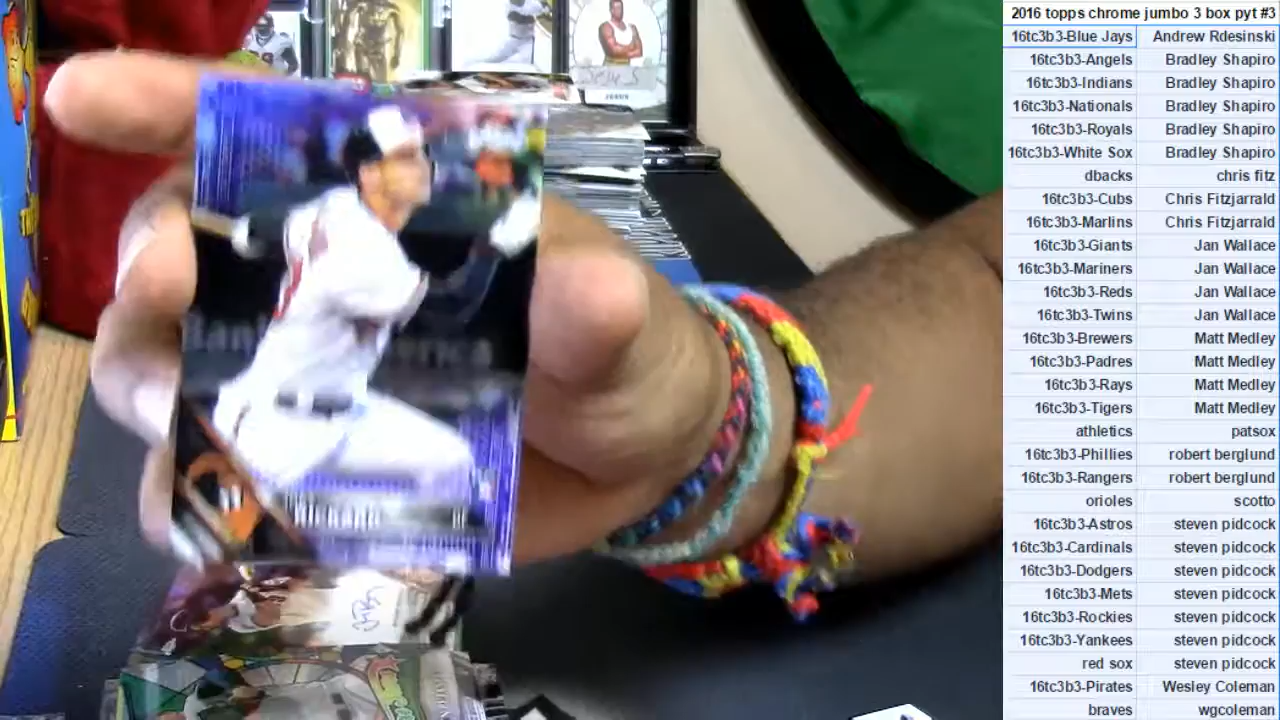 2016 topps chrome jumbo 3 box pyt #3
16tc3b3-Blue Jays Andrew Rdesinski
16tc3b3-Angels Bradley Shapiro
16tc3b3-Indians Bradley Shapiro
16tc3b3-Nationals Bradley Shapiro
16tc3b3-Royals Bradley Shapiro
16tc3b3-White Sox Bradley Shapiro
dbacks chris fitz
16tc3b3-Cubs Chris Fitzjarrald
16tc3b3-Marlins Chris Fitzjarrald
16tc3b3-Giants Jan Wallace
16tc3b3-Mariners Jan Wallace
16tc3b3-Reds Jan Wallace
16tc3b3-Twins Jan Wallace
16tc3b3-Brewers Matt Medley
16tc3b3-Padres Matt Medley
16tc3b3-Rays Matt Medley
16tc3b3-Tigers Matt Medley
athletics patsox
16tc3b3-Phillies robert berglund
16tc3b3-Rangers robert berglund
orioles scotto
16tc3b3-Astros steven pidcock
16tc3b3-Cardinals steven pidcock
16tc3b3-Dodgers steven pidcock
16tc3b3-Mets steven pidcock
16tc3b3-Rockies steven pidcock
16tc3b3-Yankees steven pidcock
red sox steven pidcock
16tc3b3-Pirates Wesley Coleman
braves wgcoleman